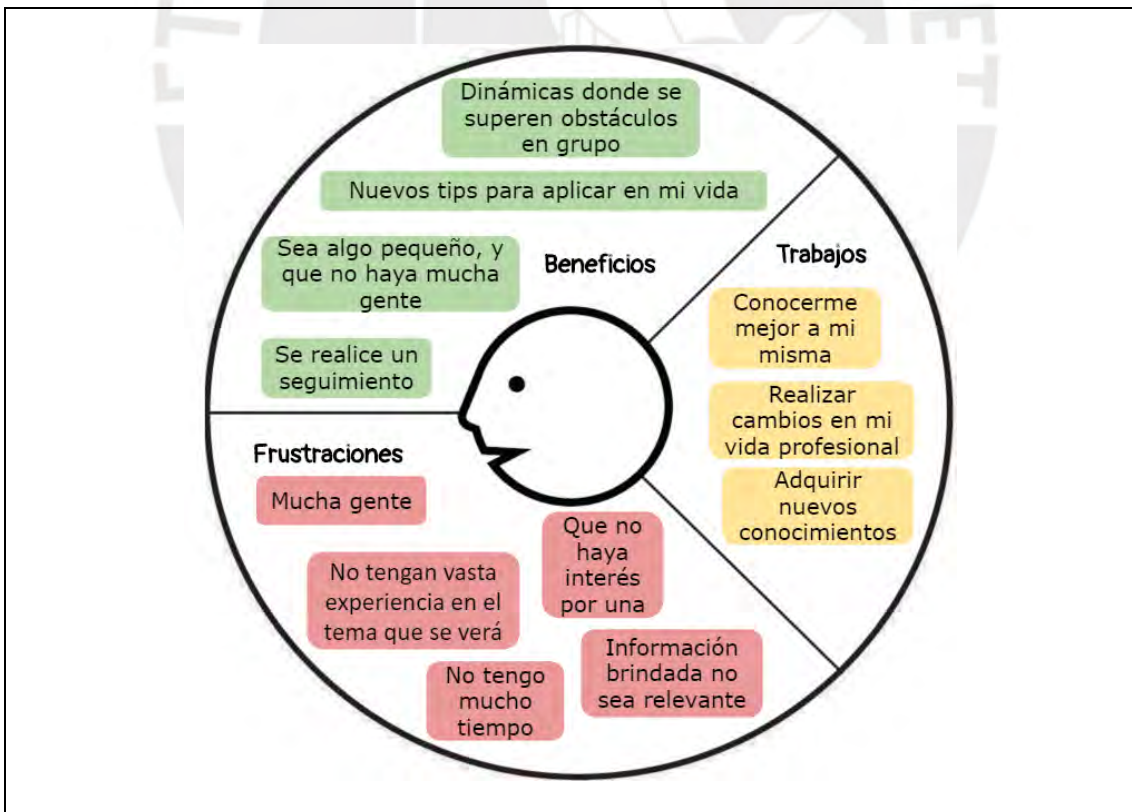 Dinámicas donde se
superen obstáculos
en grupo
Nuevos tips para aplicar en mi vida
Sea algo pequeño, y
que no haya mucha
gente
Se realice un
seguimiento
Beneficios
Trabajos
Conocerme
mejor a mi
misma
Realizar
cambios en mi
vida profesional
Adquirir
nuevos
conocimientos
Frustraciones
Mucha gente
No tengan vasta
experiencia en el
tema que se verá
Que no
haya
interés
por una
No tengo
mucho
tiempo
Información
brindada no
sea relevante